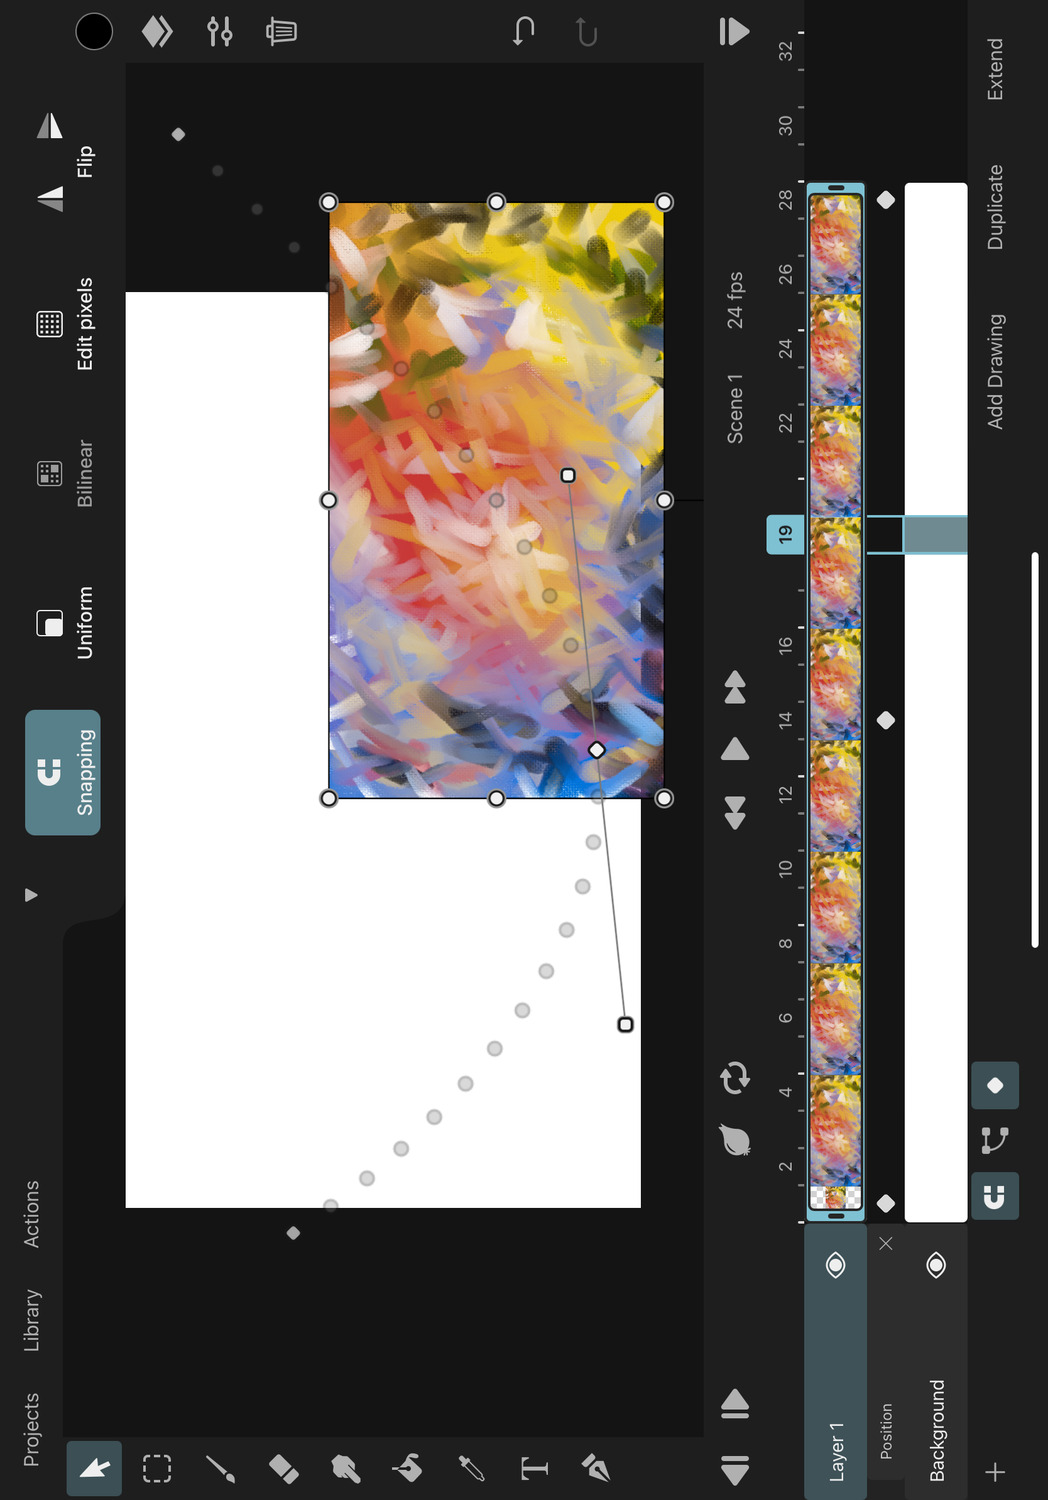 Projects Library Actions
Snapping Uniform Bilinear Edit pixels Flip
T
Scene 1 24 fps
2 4 6 8 10 12 14 16 19 22 24 26 28 30 32
Layer 1
Position
Background
Add Drawing Duplicate Extend